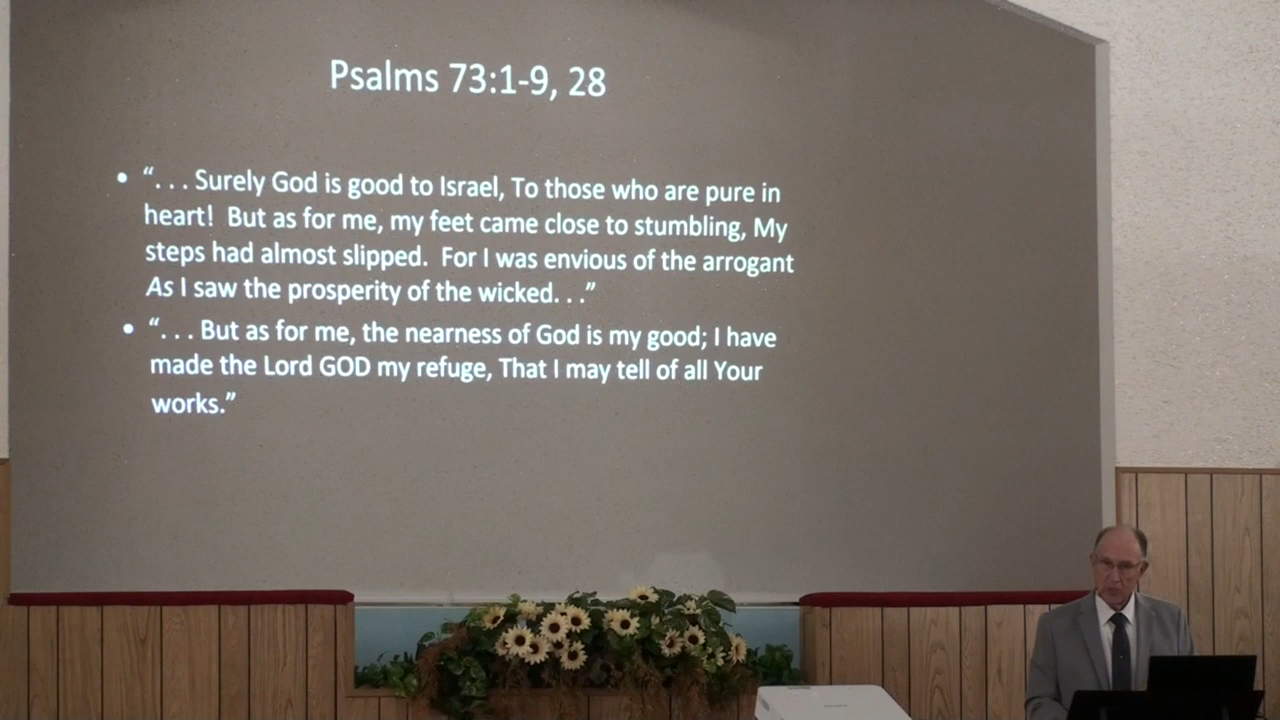 Psalms 73:1-9, 28
• “. . . Surely God is good to Israel, To those who are pure in
heart!  But as for me, my feet came close to stumbling, My
steps had almost slipped.  For I was envious of the arrogant
As I saw the prosperity of the wicked. . .”
• “. . . But as for me, the nearness of God is my good; I have
made the Lord GOD my refuge, That I may tell of all Your
works.”